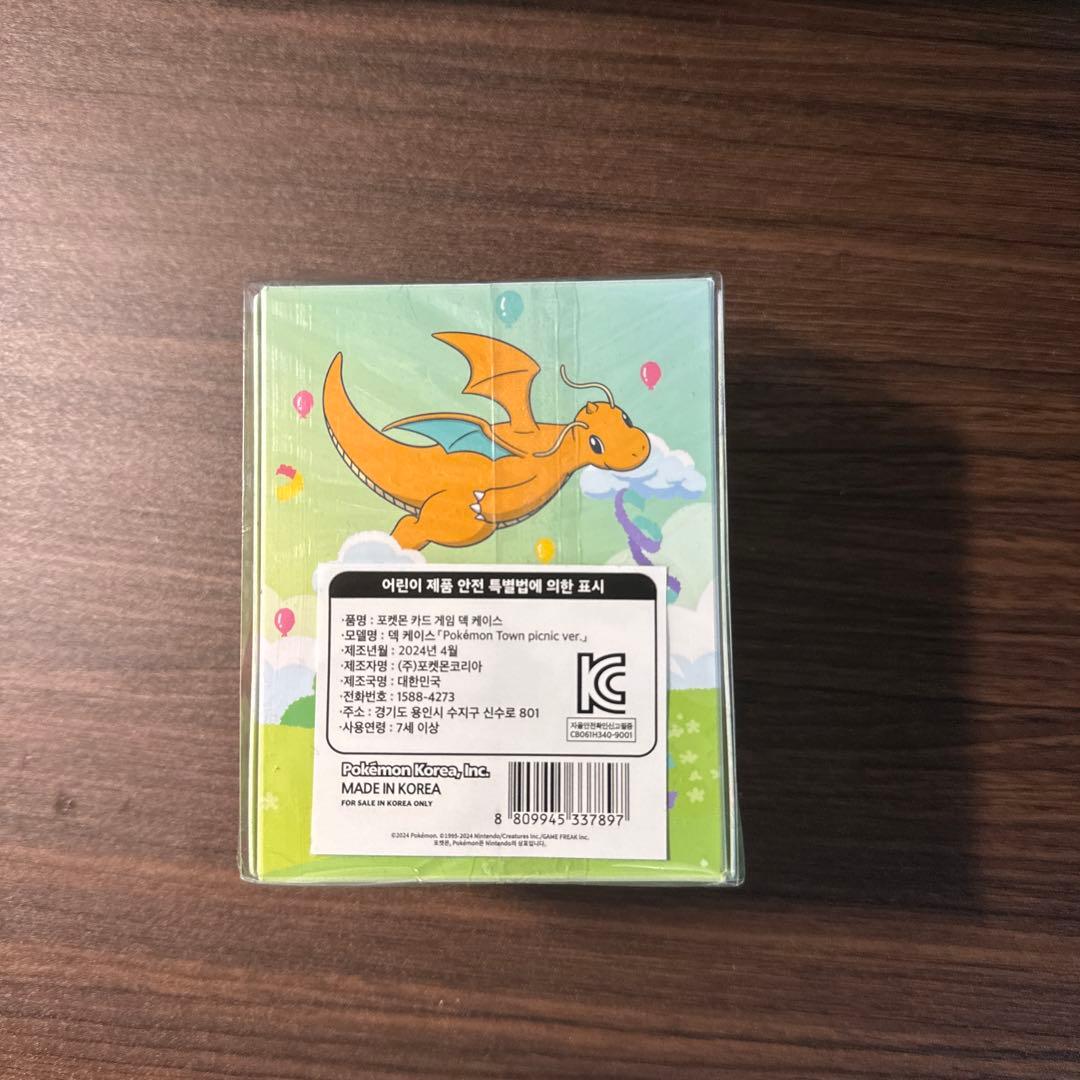 어린이 제품 안전 특별법에 의한 표시
·품명 : 포켓몬 카드 게임 덱 케이스
·모델명 : 덱 케이스「Pokémon Town picnic ver.」
·제조년월 : 2024년 4월
·제조자명 : (주)포켓몬코리아
·제조국명 : 대한민국
·전화번호 : 1588-4273
·주소 : 경기도 용인시 수지구 신수로 801
·사용연령 : 7세 이상
KC
자율안전확인신고필증
CB061H340-9001
Pokémon Korea, Inc.
MADE IN KOREA
FOR SALE IN KOREA ONLY
8 809945 337897
©2024 Pokémon. ©1995-2024 Nintendo/Creatures Inc./GAME FREAK inc.
포켓몬, Pokémon은 Nintendo의 상표입니다.